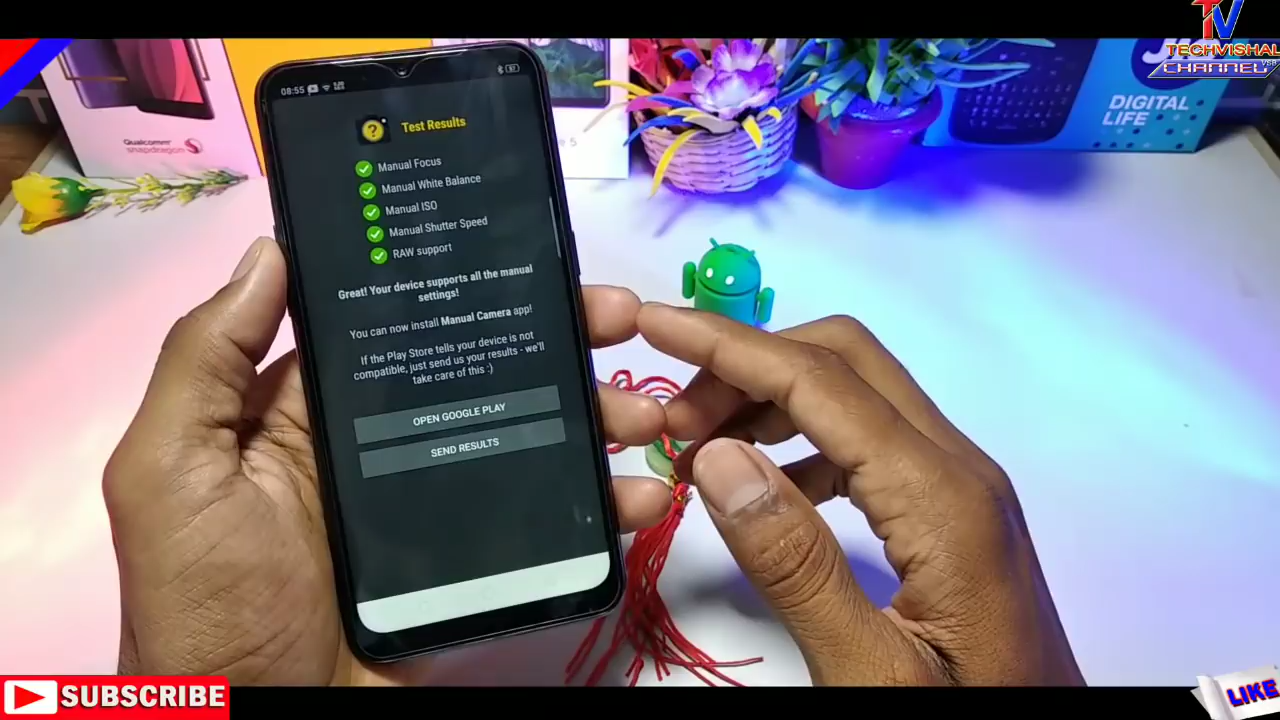 TV
TECHVISHAL
CHANNEL
VSB
DIGITAL
LIFE
Qualcomm
snapdragon
08:55
57
Test Results
Manual Focus
Manual White Balance
Manual ISO
Manual Shutter Speed
RAW support
Great! Your device supports all the manual
settings!
You can now install Manual Camera app!
If the Play Store tells your device is not
compatible, just send us your results - we'll
take care of this :)
OPEN GOOGLE PLAY
SEND RESULTS
SUBSCRIBE
LIKE